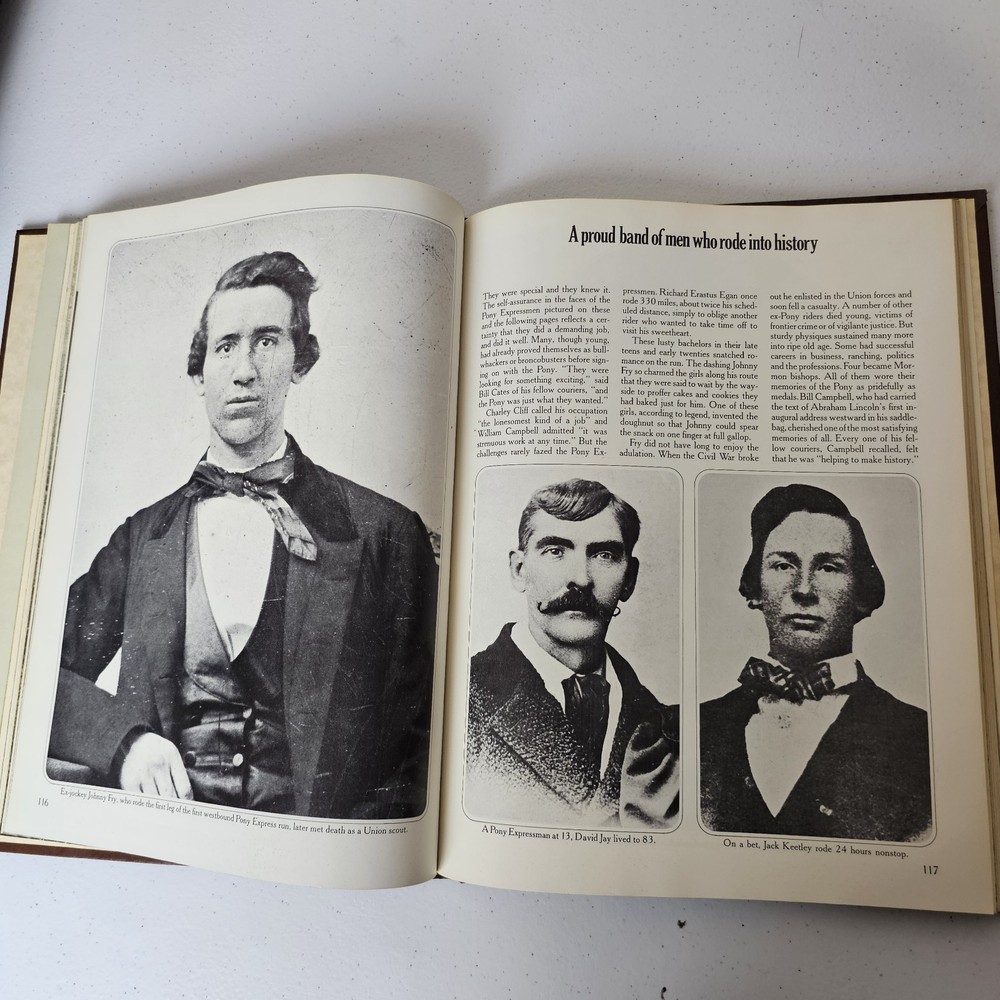 Ex-jockey Johnny Fry, who rode the first leg of the first westbound Pony Express run, later met death as a Union scout.
116
A proud band of men who rode into history
They were special and they knew it.
The self-assurance in the faces of the
Pony Expressmen pictured on these
and the following pages reflects a cer-
tainty that they did a demanding job,
and did it well. Many, though young,
had already proved themselves as bull-
whackers or broncobusters before sign-
ing on with the Pony. "They were
looking for something exciting," said
Bill Cates of his fellow couriers, "and
the Pony was just what they wanted."
Charley Cliff called his occupation
"the lonesomest kind of a job" and
William Campbell admitted "it was
strenuous work at any time." But the
challenges rarely fazed the Pony Ex-
pressmen. Richard Erastus Egan once
rode 330 miles, about twice his sched-
uled distance, simply to oblige another
rider who wanted to take time off to
visit his sweetheart.
These lusty bachelors in their late
teens and early twenties snatched ro-
mance on the run. The dashing Johnny
Fry so charmed the girls along his route
that they were said to wait by the way-
side to proffer cakes and cookies they
had baked just for him. One of these
girls, according to legend, invented the
doughnut so that Johnny could spear
the snack on one finger at full gallop.
Fry did not have long to enjoy the
adulation. When the Civil War broke
out he enlisted in the Union forces and
soon fell a casualty. A number of other
ex-Pony riders died young, victims of
frontier crime or of vigilante justice. But
sturdy physiques sustained many more
into ripe old age. Some had successful
careers in business, ranching, politics
and the professions. Four became Mor-
mon bishops. All of them wore their
memories of the Pony as pridefully as
medals. Bill Campbell, who had carried
the text of Abraham Lincoln's first in-
augural address westward in his saddle-
bag, cherished one of the most satisfying
memories of all. Every one of his fel-
low couriers, Campbell recalled, felt
that he was "helping to make history."
A Pony Expressman at 13, David Jay lived to 83.
On a bet, Jack Keetley rode 24 hours nonstop.
117